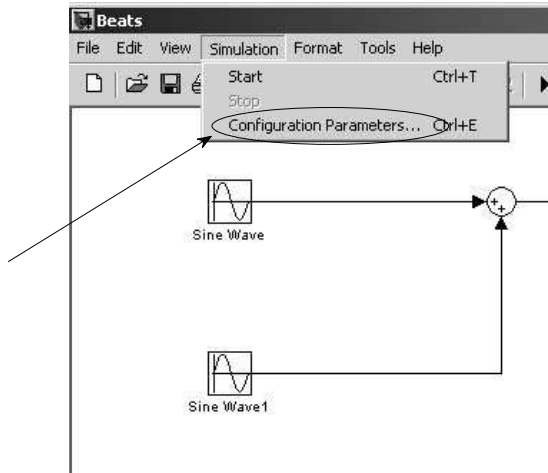 Beats
File Edit View Simulation Format Tools Help
Start Ctrl+T
Stop
Configuration Parameters... Ctrl+E
Sine Wave
Sine Wave1